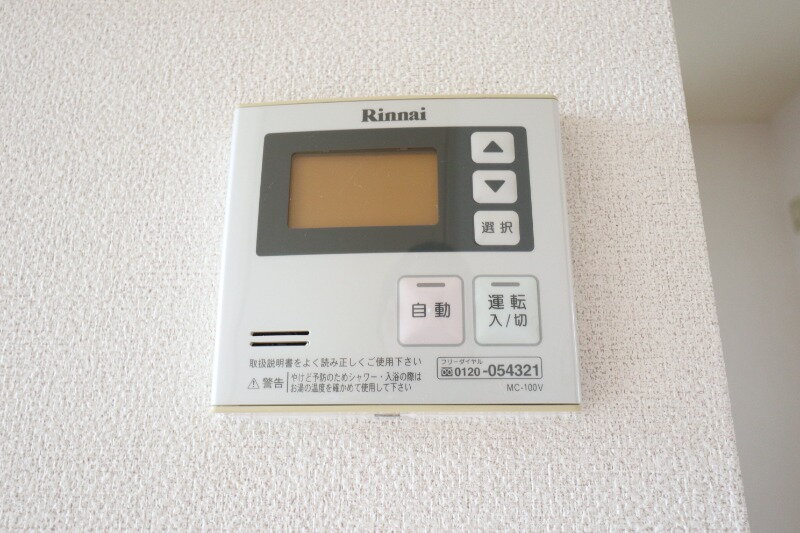 Rinnai
▲
▼
選択
自動
運転
入/切
取扱説明書をよく読み正しくご使用下さい
⚠警告
やけど予防のためシャワー・入浴の際は
お湯の温度を確かめて使用して下さい
フリーダイヤル
0120-054321
MC-100V